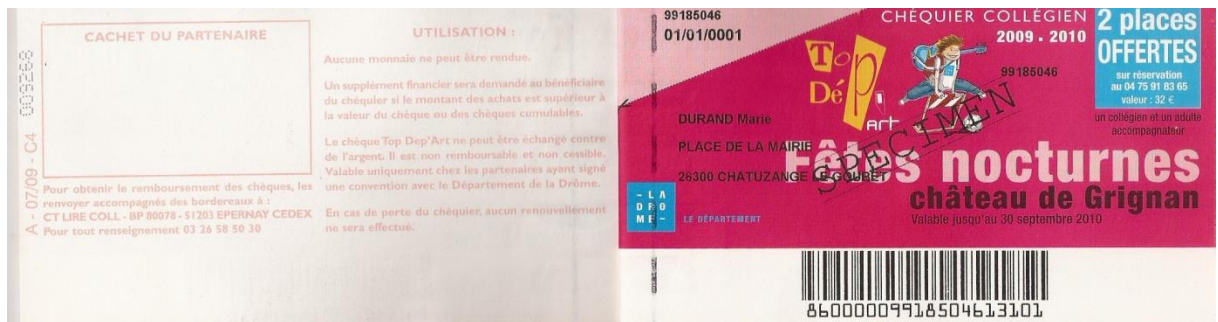 A - 07/09 - C4 003268
CACHET DU PARTENAIRE
Pour obtenir le remboursement des chèques, les
renvoyer accompagnés des bordereaux à :
CT LIRE COLL - BP 80078 - 51203 EPERNAY CEDEX
Pour tout renseignement 03 26 58 50 30
UTILISATION :
Aucune monnaie ne peut être rendue.
Un supplément financier sera demandé au bénéficiaire
du chéquier si le montant des achats est supérieur à
la valeur du chèque ou des chèques cumulables.
Le chèque Top Dep'Art ne peut être échangé contre
de l'argent. Il est non remboursable et non cessible.
Valable uniquement chez les partenaires ayant signé
une convention avec le Département de la Drôme.
En cas de perte du chéquier, aucun renouvellement
ne sera effectué.
99185046
01/01/0001
CHÉQUIER COLLÉGIEN
2009 - 2010
Top
Dép'
Art
99185046
2 places
OFFERTES
sur réservation
au 04 75 91 83 65
valeur : 32 €
un collégien et un adulte
accompagnateur
DURAND Marie
PLACE DE LA MAIRIE
26300 CHATUZANGE LE GOUBET
SPECIMEN
Fêtes nocturnes
château de Grignan
Valable jusqu'au 30 septembre 2010
- L A
D R O
M E -
LE DÉPARTEMENT
86000009918504613101